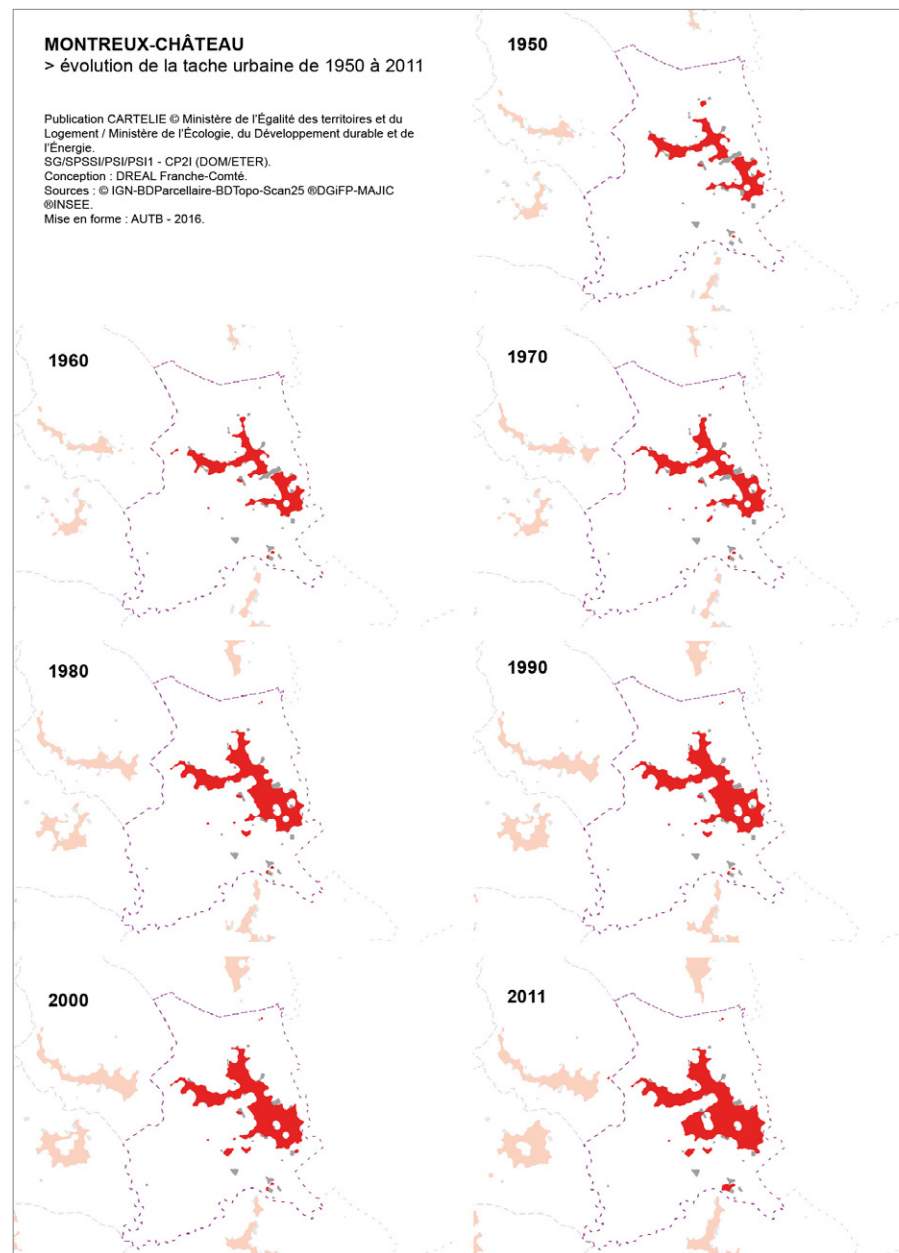 MONTREUX-CHÂTEAU
> évolution de la tache urbaine de 1950 à 2011
Publication CARTELIE © Ministère de l'Égalité des territoires et du
Logement / Ministère de l'Écologie, du Développement durable et de
l'Énergie.
SG/SPSSI/PSI/PSI1 - CP2I (DOM/ETER).
Conception : DREAL Franche-Comté.
Sources : © IGN-BDParcellaire-BDTopo-Scan25 ®DGiFP-MAJIC
®INSEE.
Mise en forme : AUTB - 2016.
1950
1960
1970
1980
1990
2000
2011